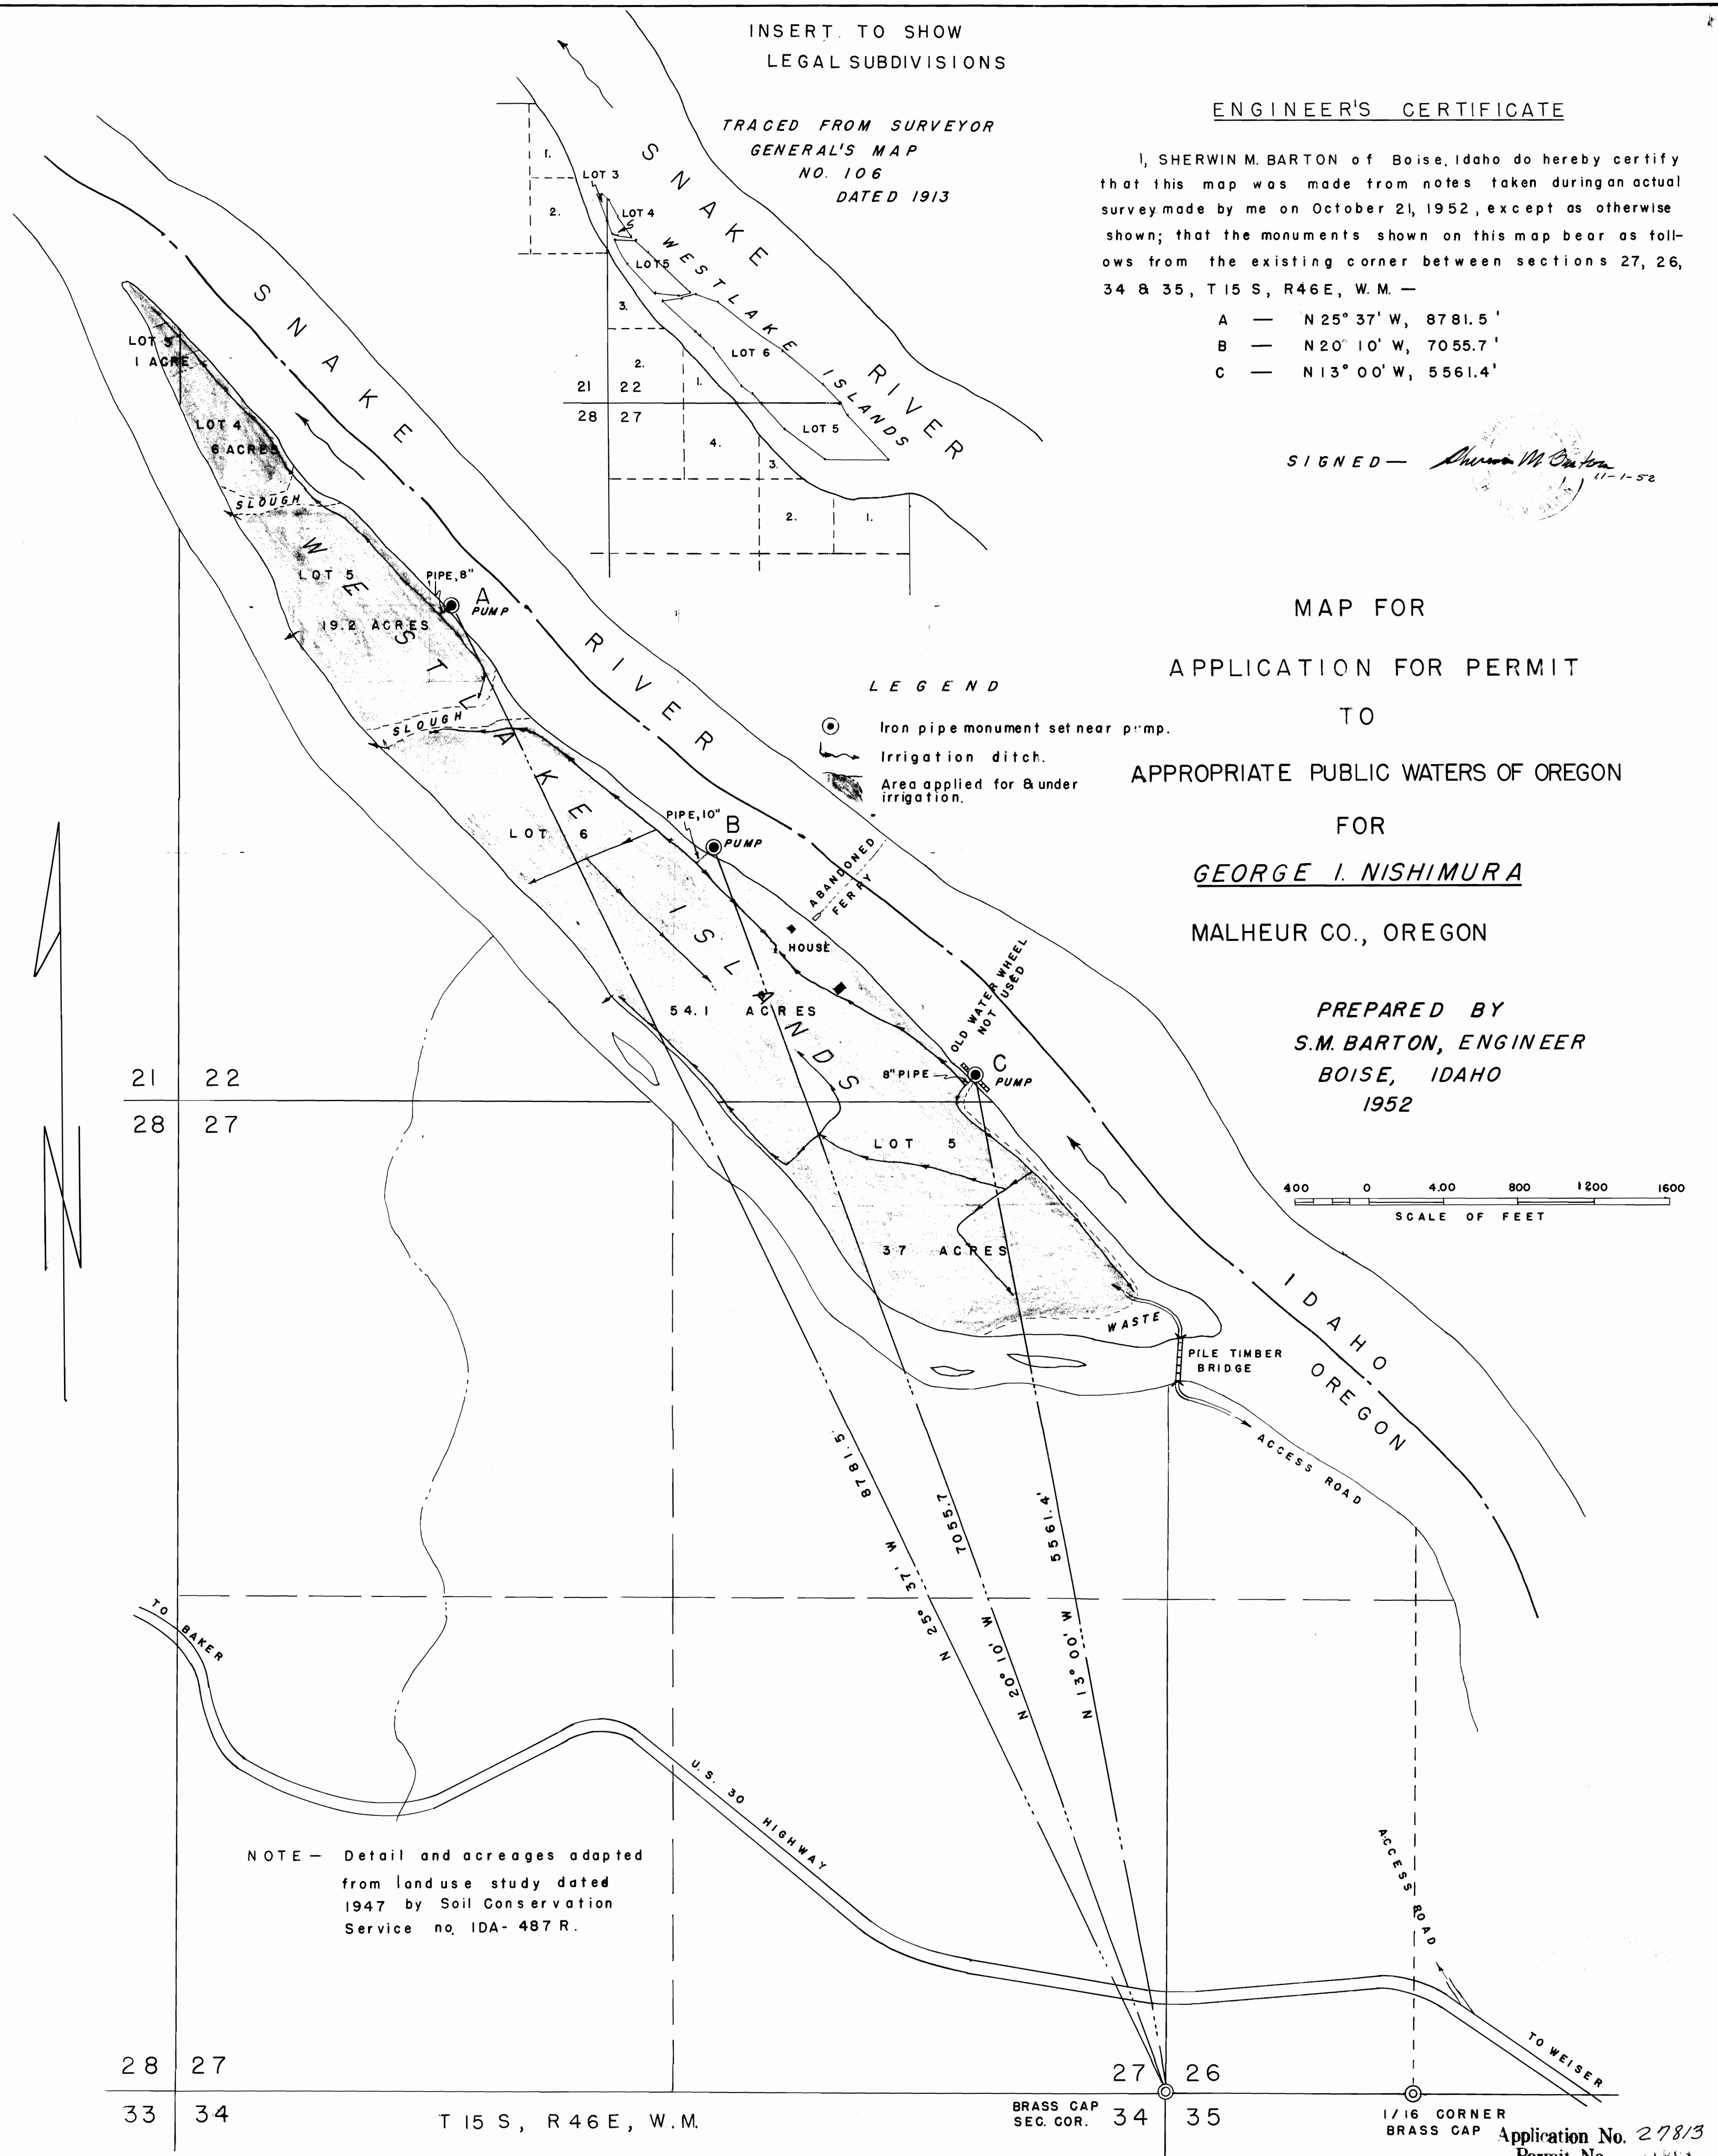 INSERT TO SHOW
LEGAL SUBDIVISIONS
TRACED FROM SURVEYOR
GENERAL'S MAP
NO. 106
DATED 1913
1.
LOT 3
2.
LOT 4
LOT 5
3.
LOT 6
2.
1.
21 22
28 27
LOT 5
4.
3.
2.
1.
SNAKE RIVER
WESTLAKE ISLANDS
ENGINEER'S CERTIFICATE
I, SHERWIN M. BARTON of Boise, Idaho do hereby certify
that this map was made from notes taken during an actual
survey made by me on October 21, 1952, except as otherwise
shown; that the monuments shown on this map bear as foll-
ows from the existing corner between sections 27, 26,
34 & 35, T 15 S, R46E, W. M. —
A — N 25° 37' W, 8781.5'
B — N 20° 10' W, 7055.7'
C — N 13° 00' W, 5561.4'
SIGNED — Sherwin M Barton
11-1-52
MAP FOR
APPLICATION FOR PERMIT
TO
APPROPRIATE PUBLIC WATERS OF OREGON
FOR
GEORGE I. NISHIMURA
MALHEUR CO., OREGON
PREPARED BY
S.M. BARTON, ENGINEER
BOISE, IDAHO
1952
LEGEND
Iron pipe monument set near pump.
Irrigation ditch.
Area applied for & under
irrigation.
400 0 4.00 800 1200 1600
SCALE OF FEET
SNAKE RIVER
WESTLAKE ISLANDS
LOT 3
1 ACRE
LOT 4
6 ACRES
SLOUGH
LOT 5
19.2 ACRES
PIPE, 8"
A
PUMP
SLOUGH
LOT 6
PIPE, 10"
B
PUMP
ABANDONED
FERRY
HOUSE
54.1 ACRES
OLD WATER WHEEL
NOT USED
8" PIPE
C
PUMP
21 22
28 27
LOT 5
37 ACRES
WASTE
PILE TIMBER
BRIDGE
IDAHO
OREGON
ACCESS ROAD
N 25° 37' W 8781.5'
N 20° 10' W 7055.7
N 13° 00' W 5561.4'
TO BAKER
U.S. 30 HIGHWAY
NOTE — Detail and acreages adapted
from land use study dated
1947 by Soil Conservation
Service no. IDA- 487 R.
ACCESS ROAD
TO WEISER
28 27
33 34
T 15 S, R 46 E, W.M.
27 26
34 35
BRASS CAP
SEC. COR.
1/16 CORNER
BRASS CAP
Application No. 27813
Permit No.